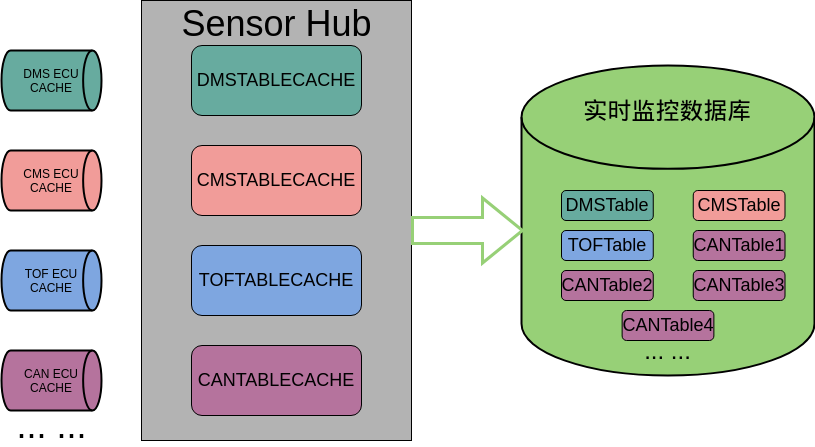 Sensor Hub
DMS ECU
CACHE
CMS ECU
CACHE
TOF ECU
CACHE
CAN ECU
CACHE
... ...
DMSTABLECACHE
CMSTABLECACHE
TOFTABLECACHE
CANTABLECACHE
实时监控数据库
DMSTable
CMSTable
TOFTable
CANTable1
CANTable2
CANTable3
CANTable4
... ...